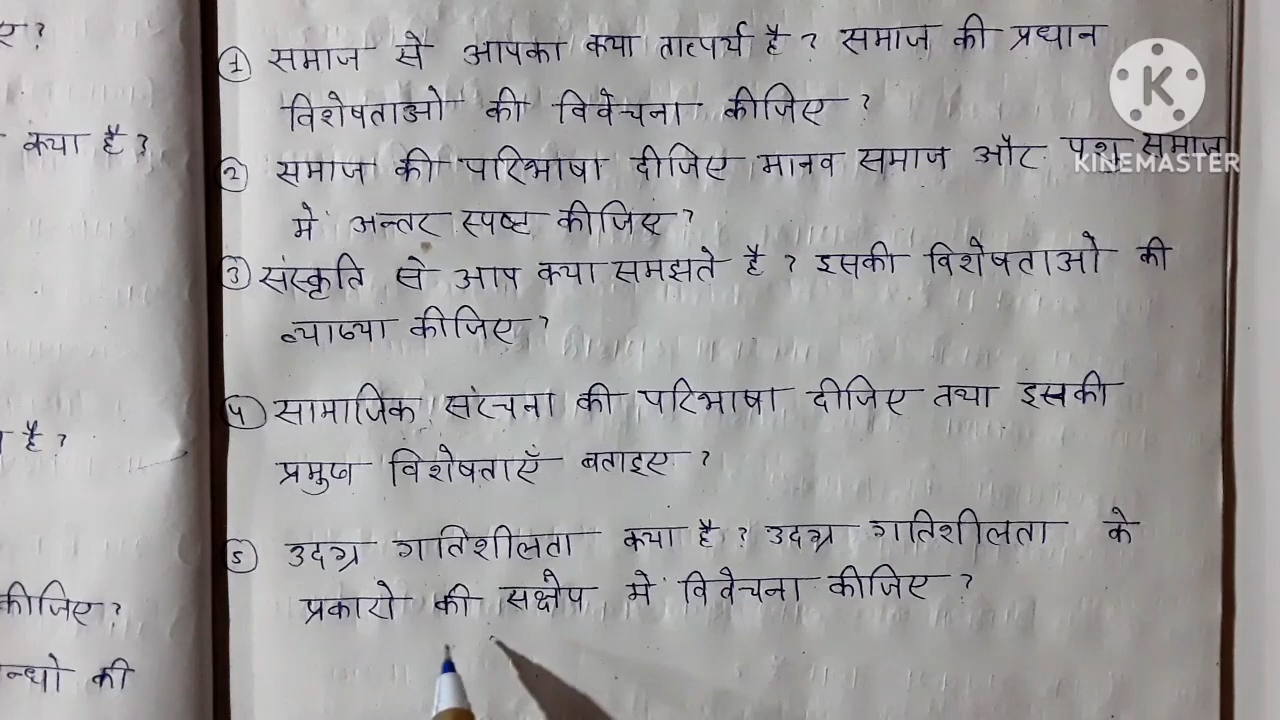 ए?
① समाज से आपका क्या तात्पर्य है ? समाज की प्रधान
विशेषताओ की विवेचना कीजिए ?
क्या है ?
② समाज की परिभाषा दीजिए मानव समाज और पशु समाज
में अन्तर स्पष्ट कीजिए ?
③ संस्कृति से आप क्या समझते है ? इसकी विशेषताओ की
व्याख्या कीजिए ?
④ सामाजिक संरचना की परिभाषा दीजिए तथा इसकी
है ?
प्रमुख विशेषताएँ बताइए ?
⑤ उदग्र गतिशीलता क्या है ? उदग्र गतिशीलता के
प्रकारो की सक्षेप मे विवेचना कीजिए ?
कीजिए ?
न्धो की
K
KINEMASTER